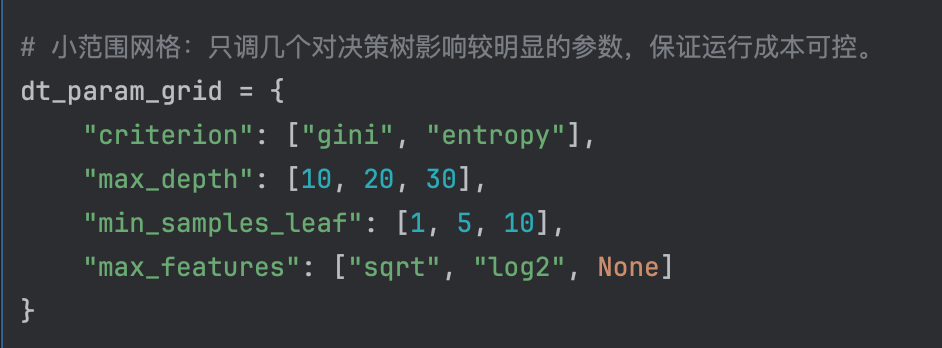 # 小范围网格：只调几个对决策树影响较明显的参数，保证运行成本可控。
dt_param_grid = {
    "criterion": ["gini", "entropy"],
    "max_depth": [10, 20, 30],
    "min_samples_leaf": [1, 5, 10],
    "max_features": ["sqrt", "log2", None]
}